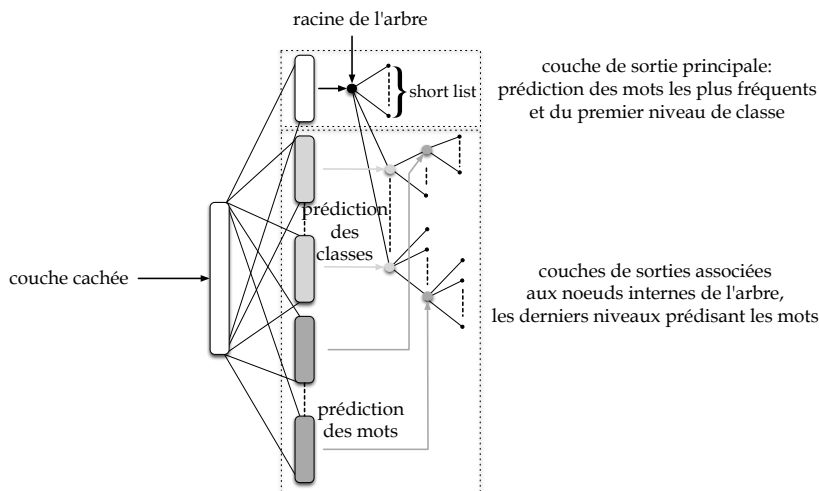 racine de l'arbre
short list
couche de sortie principale:
prédiction des mots les plus fréquents
et du premier niveau de classe
prédiction
des
classes
couche cachée
couches de sorties associées
aux noeuds internes de l'arbre,
les derniers niveaux prédisant les mots
prédiction
des mots